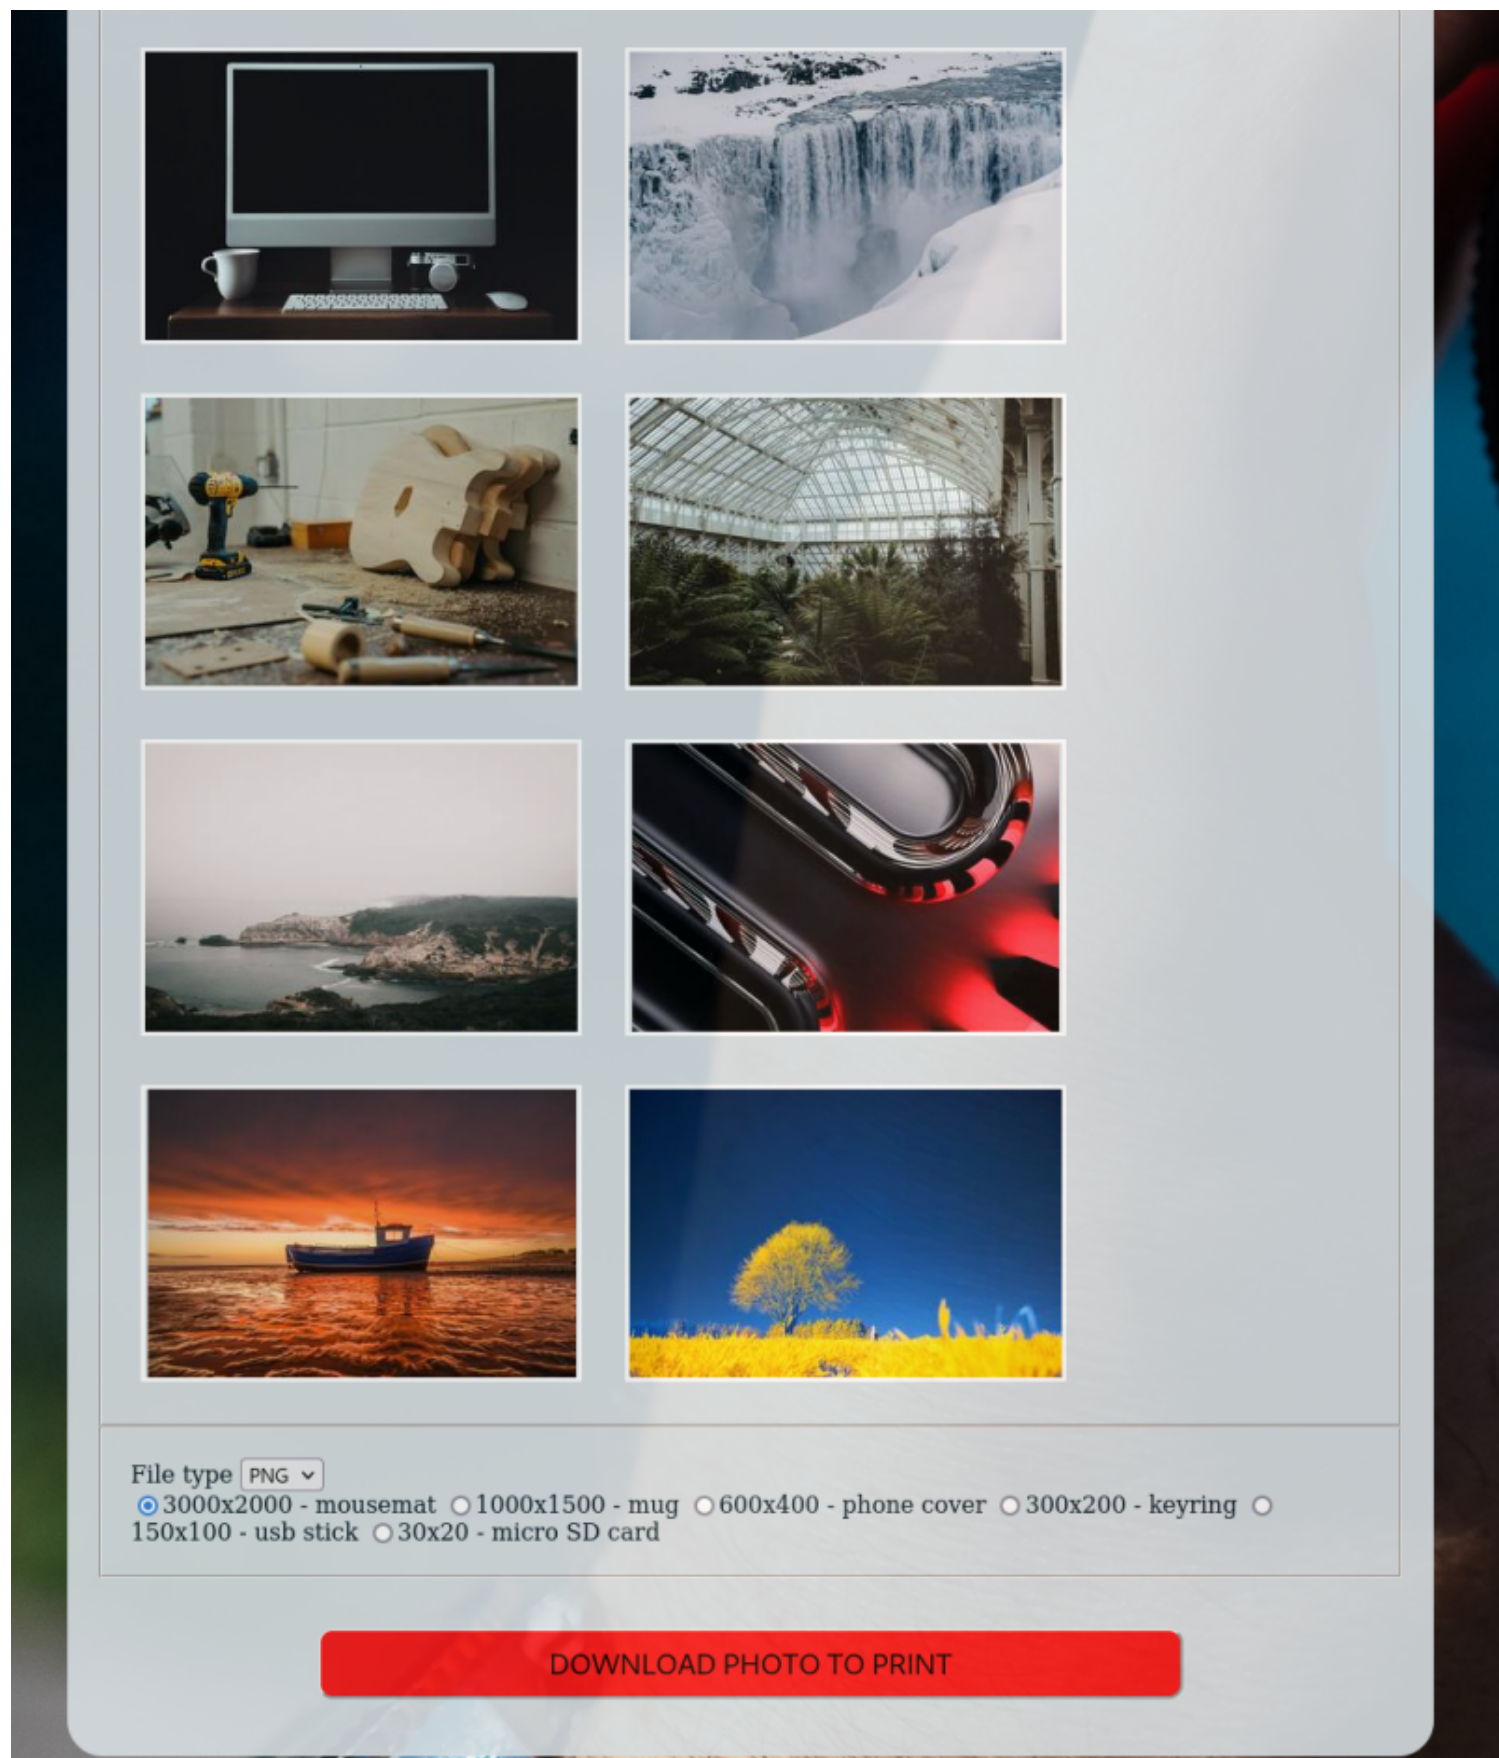 File type PNG
3000x2000 - mousemat 1000x1500 - mug 600x400 - phone cover 300x200 - keyring
150x100 - usb stick 30x20 - micro SD card
DOWNLOAD PHOTO TO PRINT